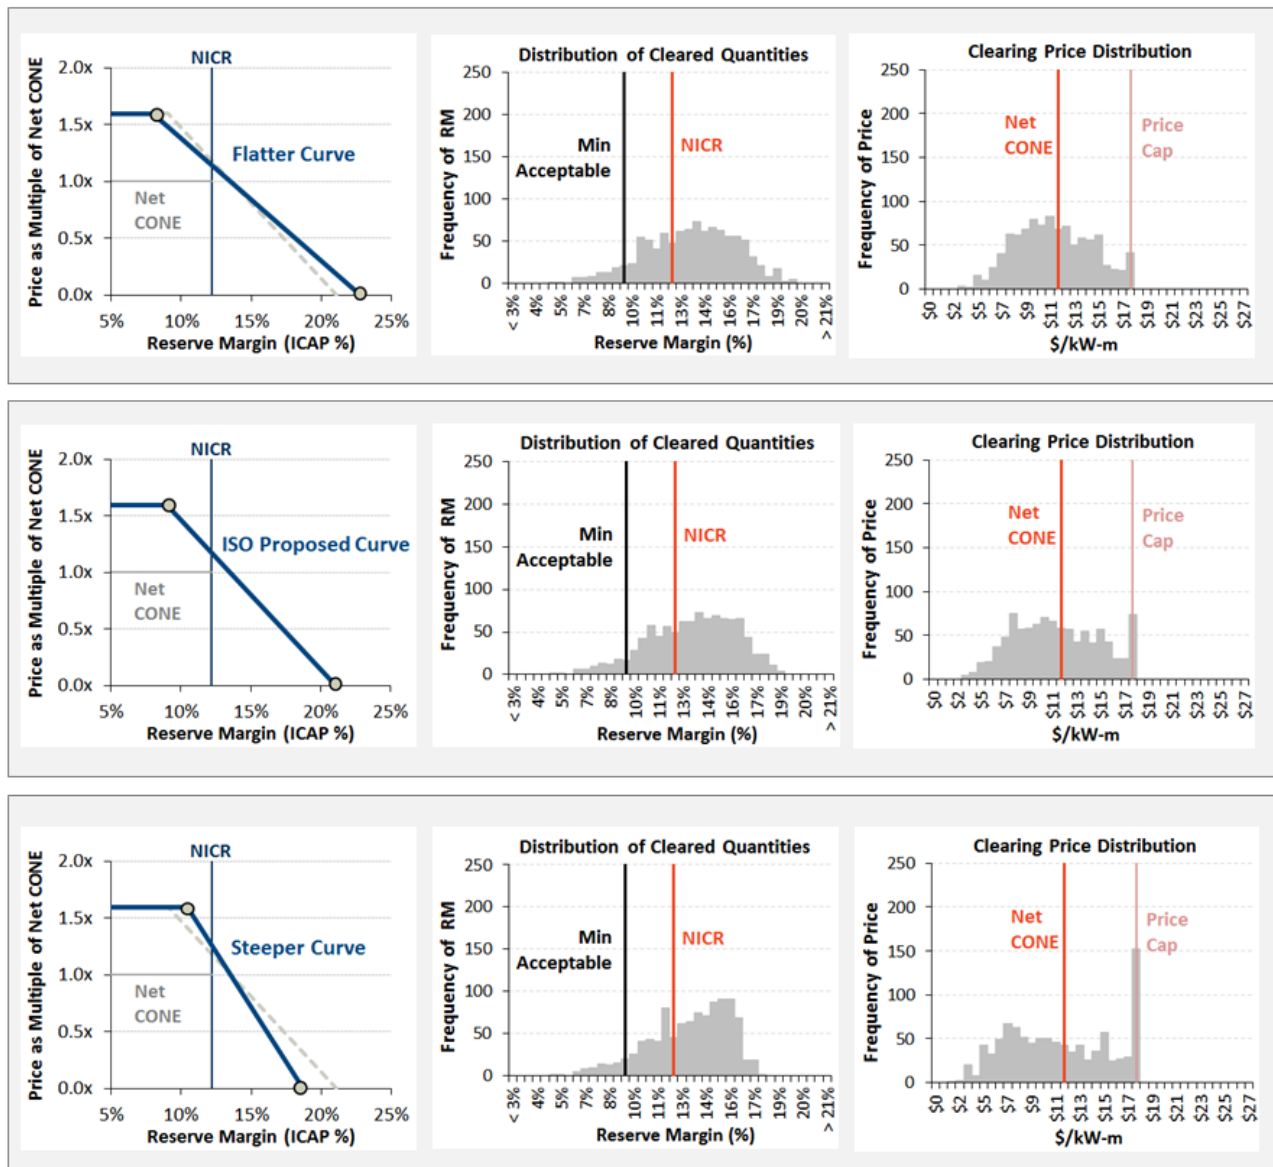 NICR
2.0x
1.5x
1.0x
0.5x
0.0x
Price as Multiple of Net CONE
Flatter Curve
Net
CONE
5% 10% 15% 20% 25%
Reserve Margin (ICAP %)
Distribution of Cleared Quantities
250
200
150
100
50
0
Frequency of RM
Min
Acceptable
NICR
< 3% 4% 5% 7% 8% 10% 11% 13% 14% 16% 17% 19% 20% > 21%
Reserve Margin (%)
Clearing Price Distribution
250
200
150
100
50
0
Frequency of Price
Net
CONE
Price
Cap
$0 $2 $5 $7 $9 $11 $13 $15 $17 $19 $21 $23 $25 $27
$/kW-m
NICR
2.0x
1.5x
1.0x
0.5x
0.0x
Price as Multiple of Net CONE
ISO Proposed Curve
Net
CONE
5% 10% 15% 20% 25%
Reserve Margin (ICAP %)
Distribution of Cleared Quantities
250
200
150
100
50
0
Frequency of RM
Min
Acceptable
NICR
< 3% 4% 5% 7% 8% 10% 11% 13% 14% 16% 17% 19% 20% > 21%
Reserve Margin (%)
Clearing Price Distribution
250
200
150
100
50
0
Frequency of Price
Net
CONE
Price
Cap
$0 $2 $5 $7 $9 $11 $13 $15 $17 $19 $21 $23 $25 $27
$/kW-m
NICR
2.0x
1.5x
1.0x
0.5x
0.0x
Price as Multiple of Net CONE
Steeper Curve
Net
CONE
5% 10% 15% 20% 25%
Reserve Margin (ICAP %)
Distribution of Cleared Quantities
250
200
150
100
50
0
Frequency of RM
Min
Acceptable
NICR
< 3% 4% 5% 7% 8% 10% 11% 13% 14% 16% 17% 19% 20% > 21%
Reserve Margin (%)
Clearing Price Distribution
250
200
150
100
50
0
Frequency of Price
Net
CONE
Price
Cap
$0 $2 $5 $7 $9 $11 $13 $15 $17 $19 $21 $23 $25 $27
$/kW-m